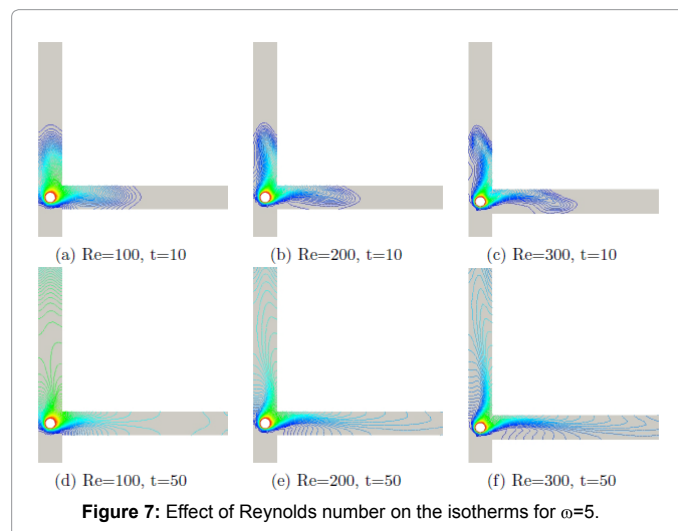 (a) Re=100, t=10
(b) Re=200, t=10
(c) Re=300, t=10
(d) Re=100, t=50
(e) Re=200, t=50
(f) Re=300, t=50
Figure 7: Effect of Reynolds number on the isotherms for ω=5.